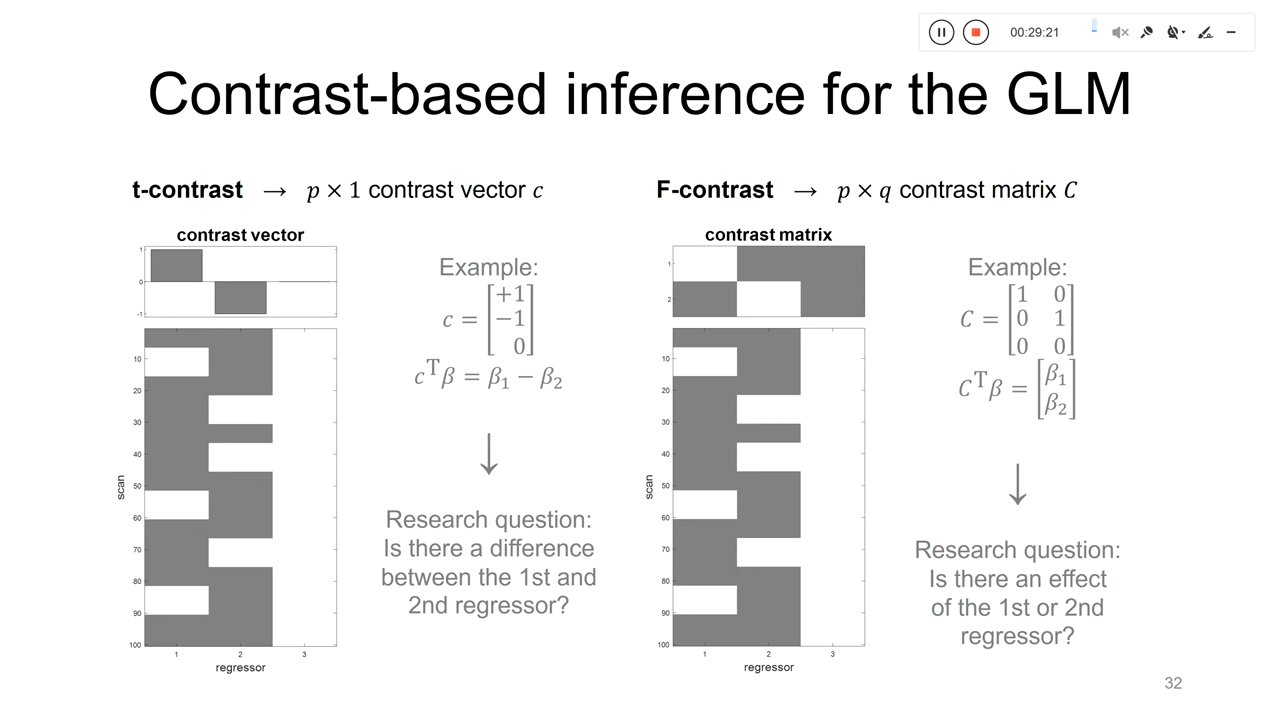 00:29:21
Contrast-based inference for the GLM
t-contrast → p × 1 contrast vector c
contrast vector
1
0
-1
10
20
30
40
50
60
70
80
90
100
scan
1 2 3
regressor
Example:
c = [+1 −1 0]
cᵀβ = β₁ − β₂
↓
Research question:
Is there a difference
between the 1st and
2nd regressor?
F-contrast → p × q contrast matrix C
contrast matrix
1
2
10
20
30
40
50
60
70
80
90
100
scan
1 2 3
regressor
Example:
C = [1 0
0 1
0 0]
Cᵀβ = [β₁
β₂]
↓
Research question:
Is there an effect
of the 1st or 2nd
regressor?
32